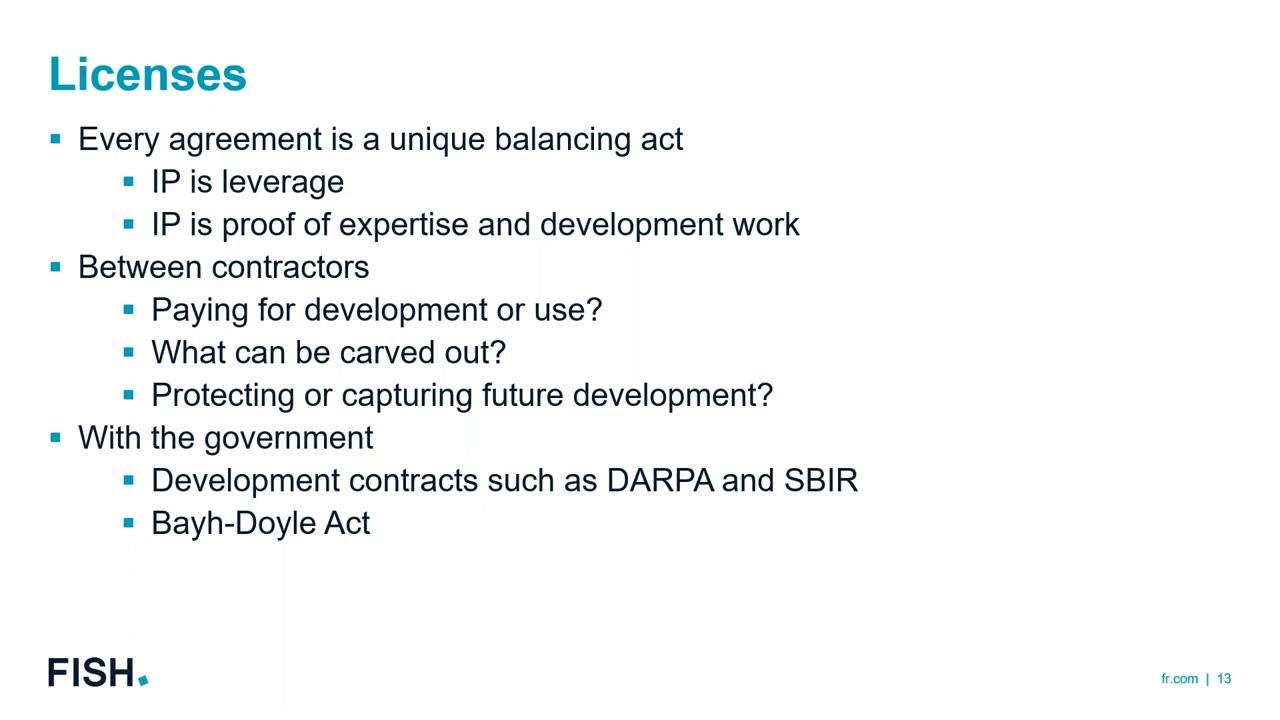 Licenses
Every agreement is a unique balancing act
IP is leverage
IP is proof of expertise and development work
Between contractors
Paying for development or use?
What can be carved out?
Protecting or capturing future development?
With the government
Development contracts such as DARPA and SBIR
Bayh-Doyle Act
FISH.
fr.com | 13